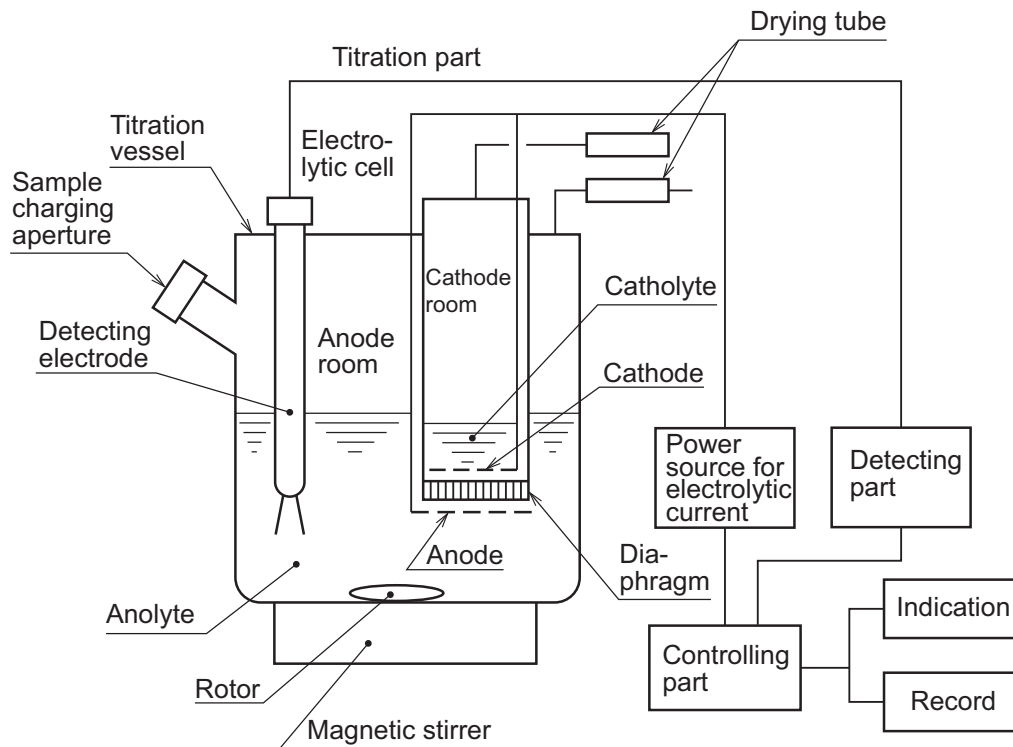 Drying tube
Titration part
Titration
vessel
Electro-
lytic cell
Sample
charging
aperture
Cathode
room
Catholyte
Detecting
electrode
Anode
room
Cathode
Power
source for
electrolytic
current
Detecting
part
Anode
Dia-
phragm
Anolyte
Indication
Controlling
part
Rotor
Record
Magnetic stirrer